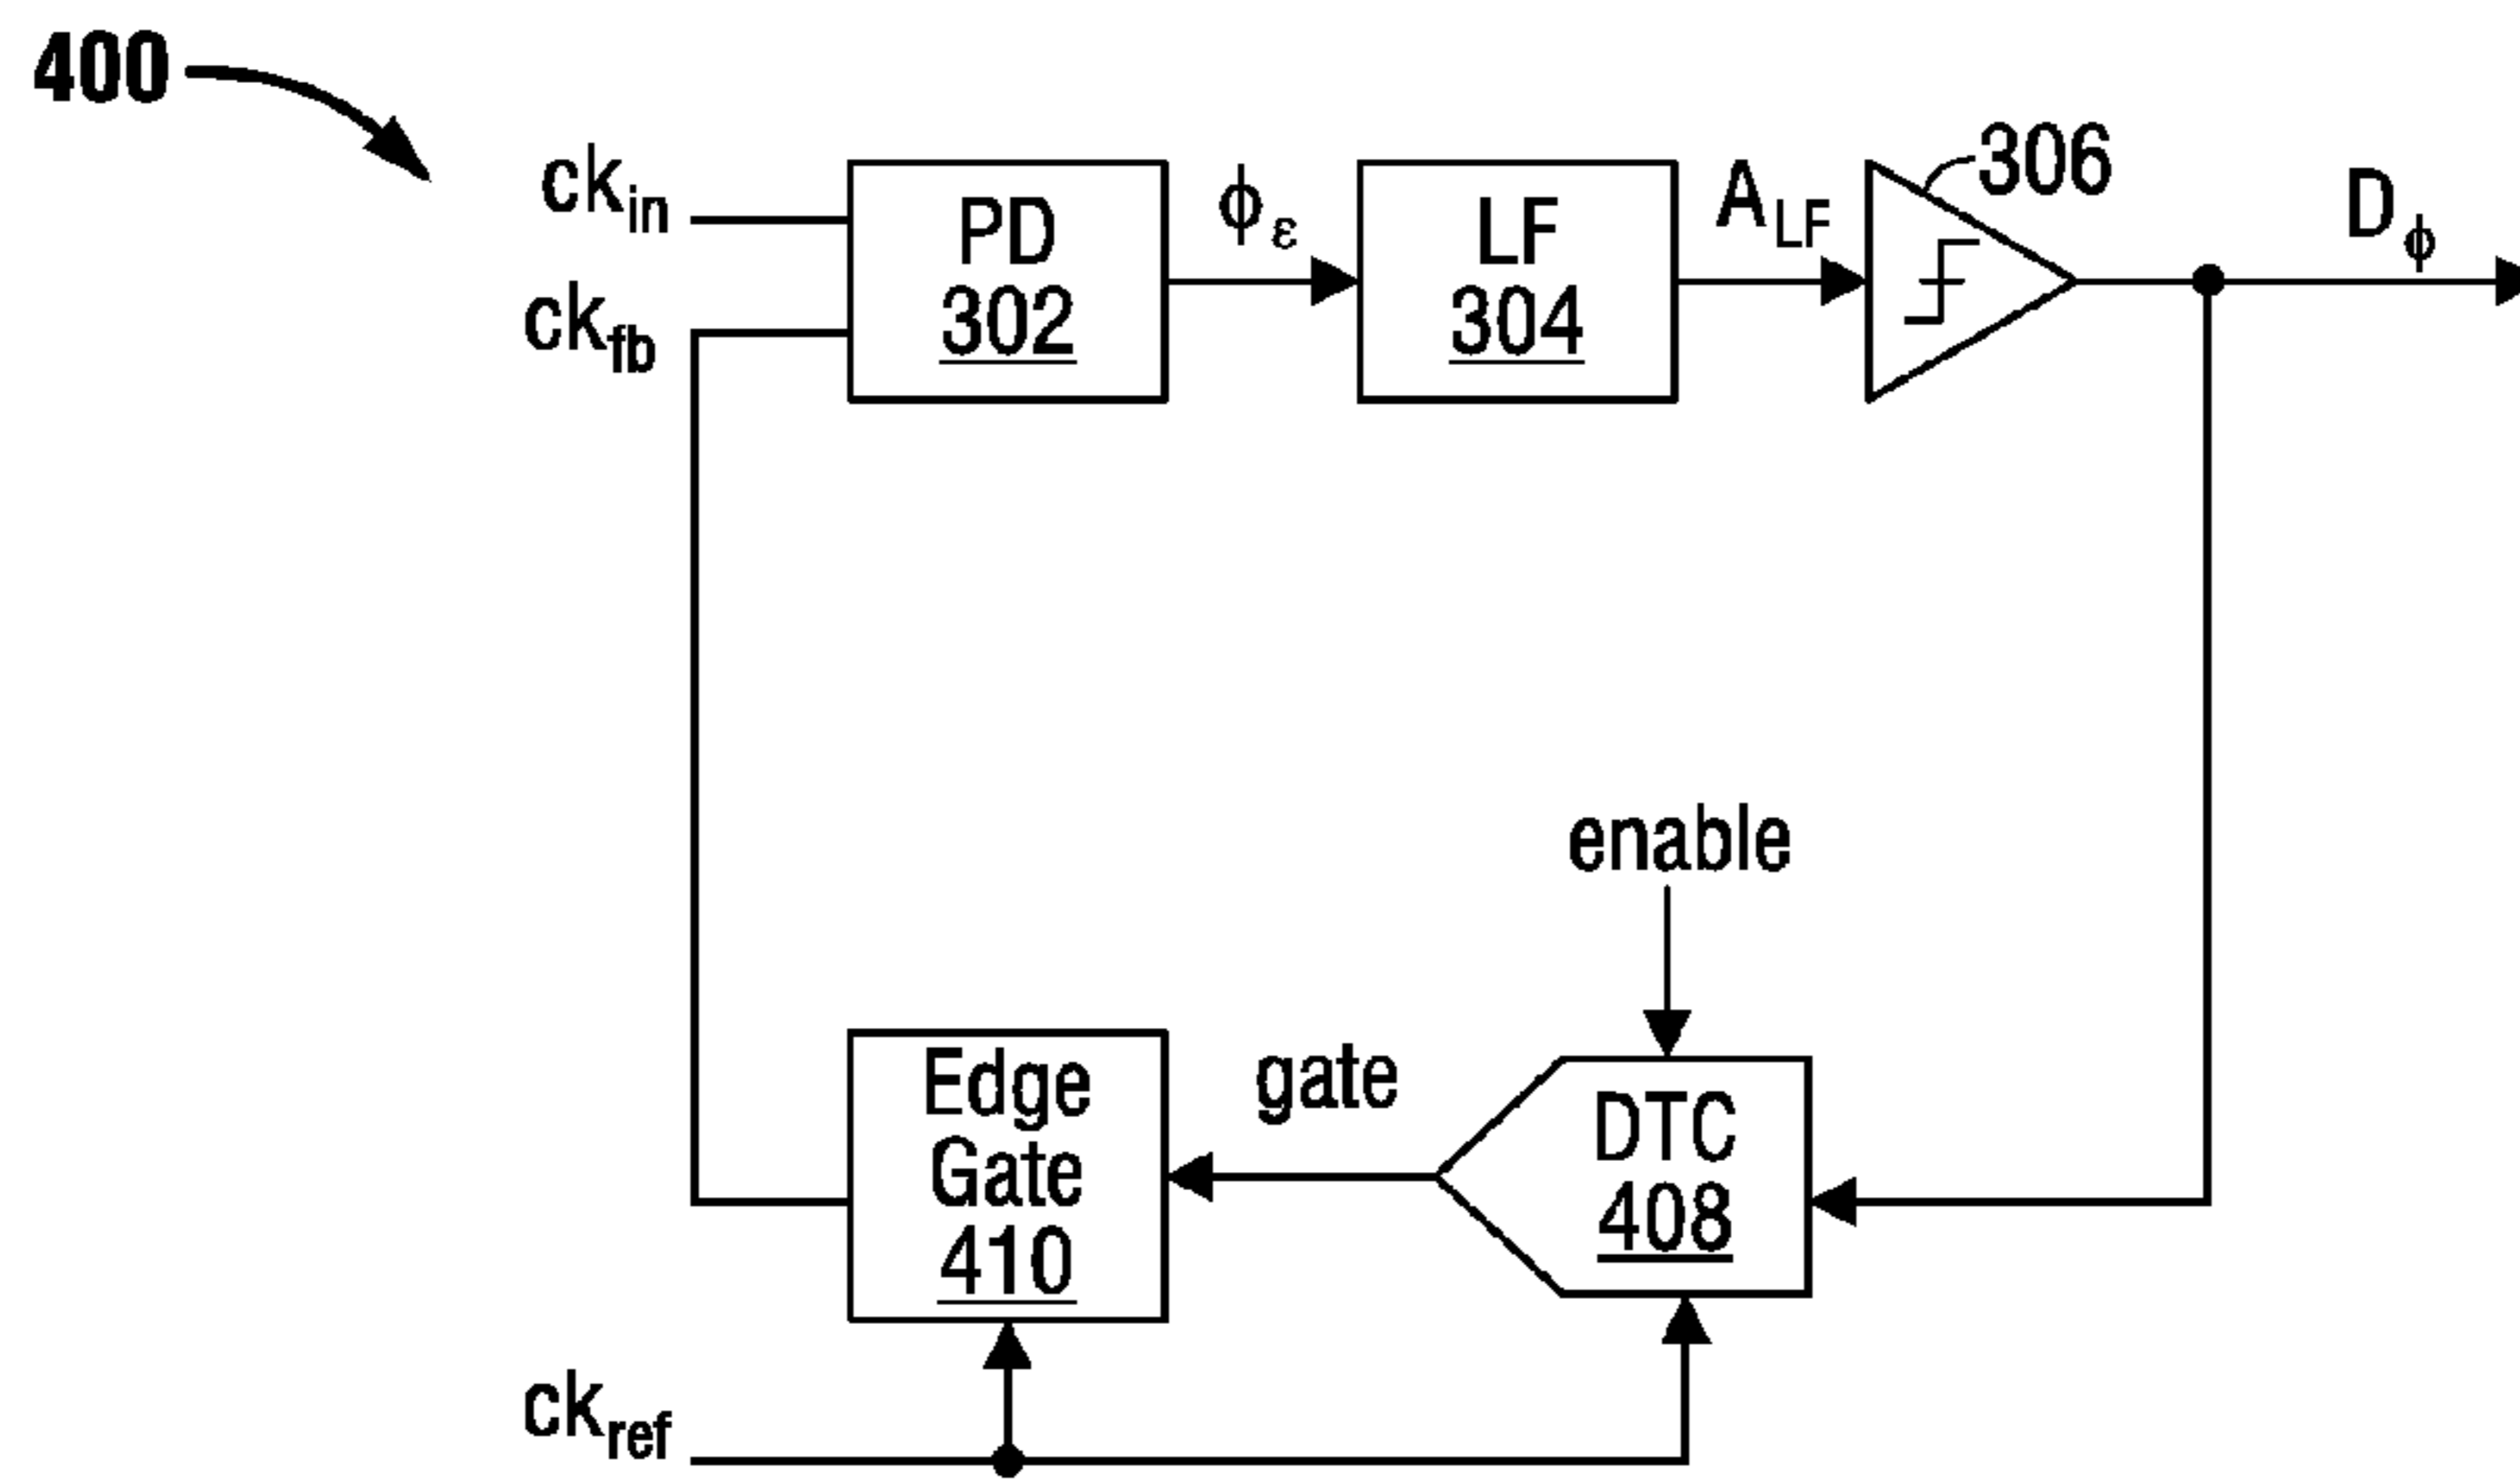 400
ck_in
ck_fb
PD
302
ϕ_ε
LF
304
A_LF
306
D_ϕ
enable
Edge
Gate
410
gate
DTC
408
ck_ref